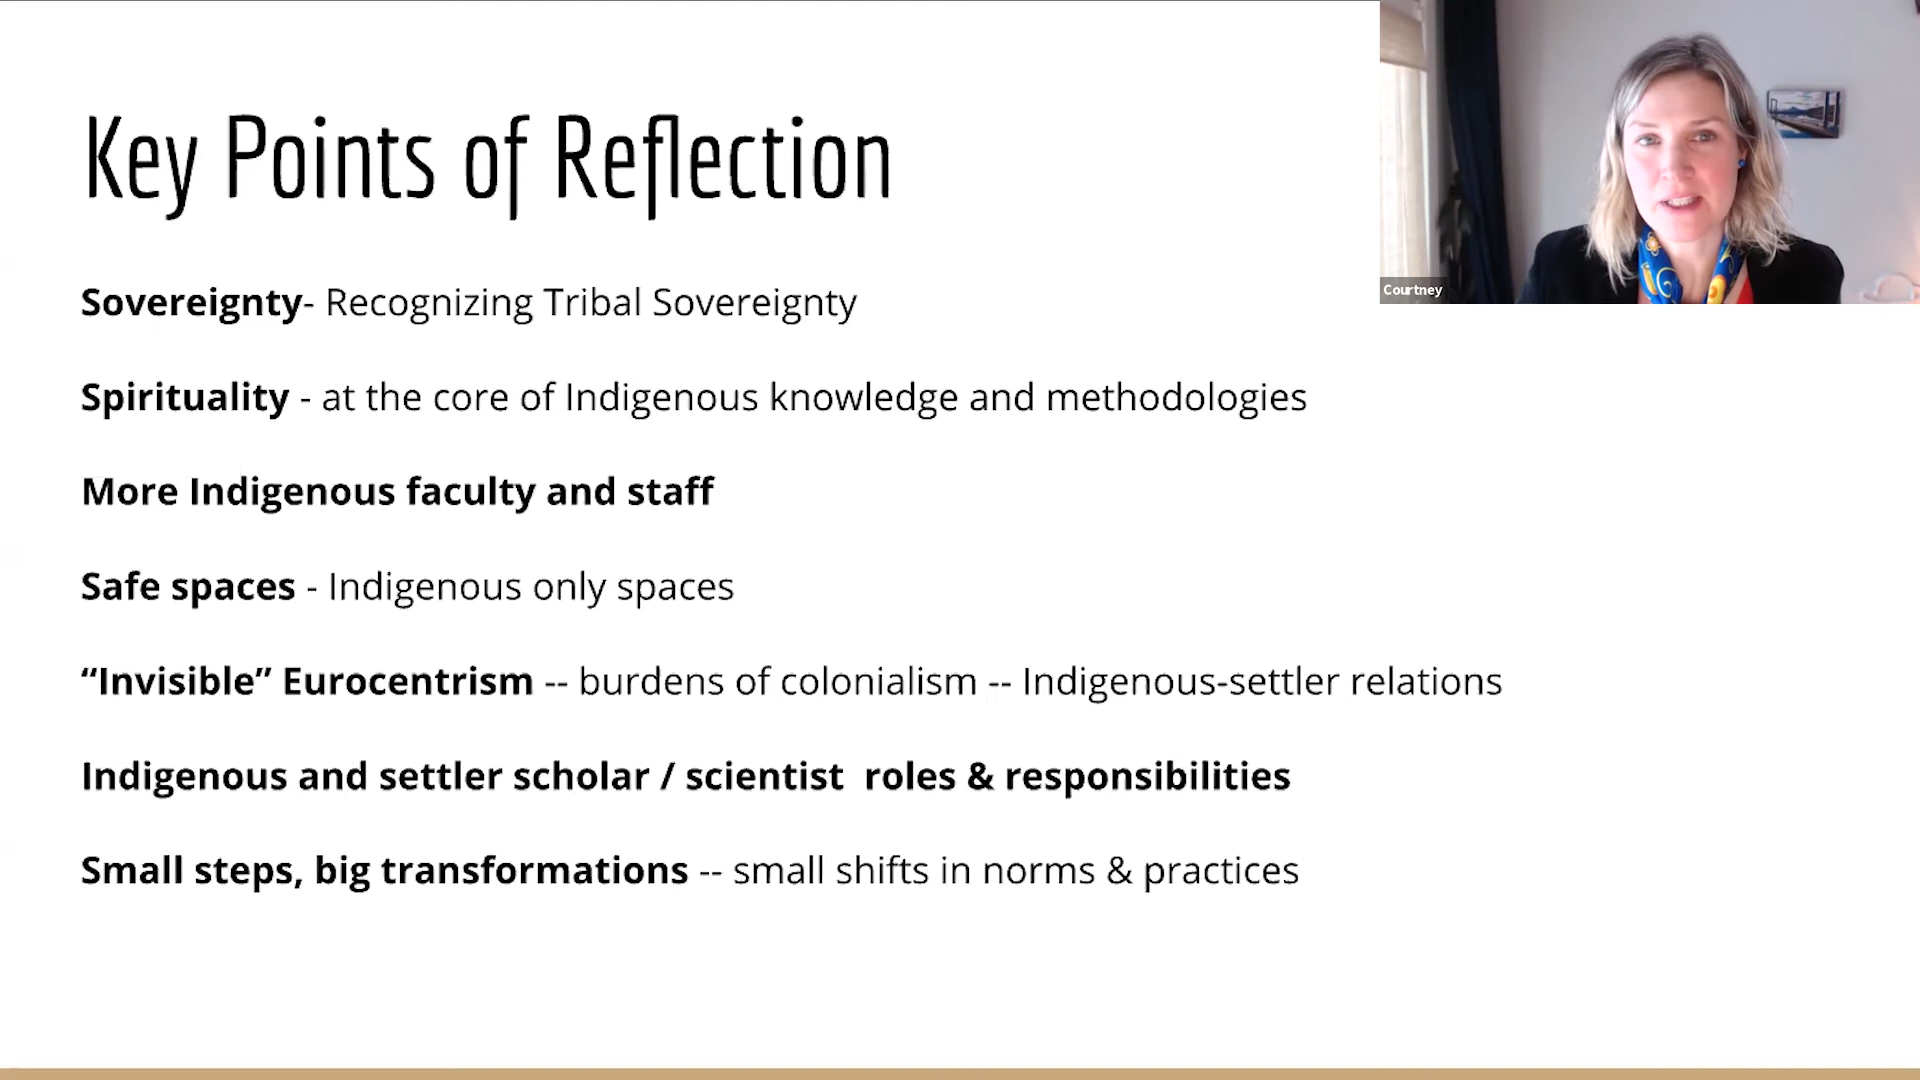 Key Points of Reflection
Courtney
Sovereignty- Recognizing Tribal Sovereignty
Spirituality - at the core of Indigenous knowledge and methodologies
More Indigenous faculty and staff
Safe spaces - Indigenous only spaces
“Invisible” Eurocentrism -- burdens of colonialism -- Indigenous-settler relations
Indigenous and settler scholar / scientist  roles & responsibilities
Small steps, big transformations -- small shifts in norms & practices